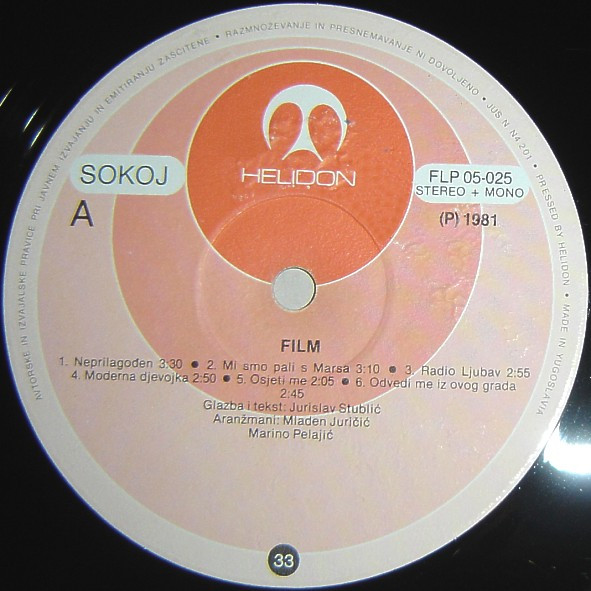 AVTORSKE IN IZVAJALSKE PRAVICE PRI JAVNEM IZVAJANJU IN EMITIRANJU ZAŠČITENE • RAZMNOŽEVANJE IN PRESNEMAVANJE NI DOVOLJENO • JUS N. N4.201 • PRESSED BY HELIDON • MADE IN YUGOSLAVIA
HELIDON
SOKOJ
FLP 05-025
STEREO + MONO
A
(P) 1981
FILM
1. Neprilagođen 3:30 ● 2. Mi smo pali s Marsa 3:10 ● 3. Radio Ljubav 2:55
4. Moderna djevojka 2:50 ● 5. Osjeti me 2:05 ● 6. Odvedi me iz ovog grada
2:45
Glazba i tekst: Jurislav Stublić
Aranžmani: Mladen Juričić
Marino Pelajić
33